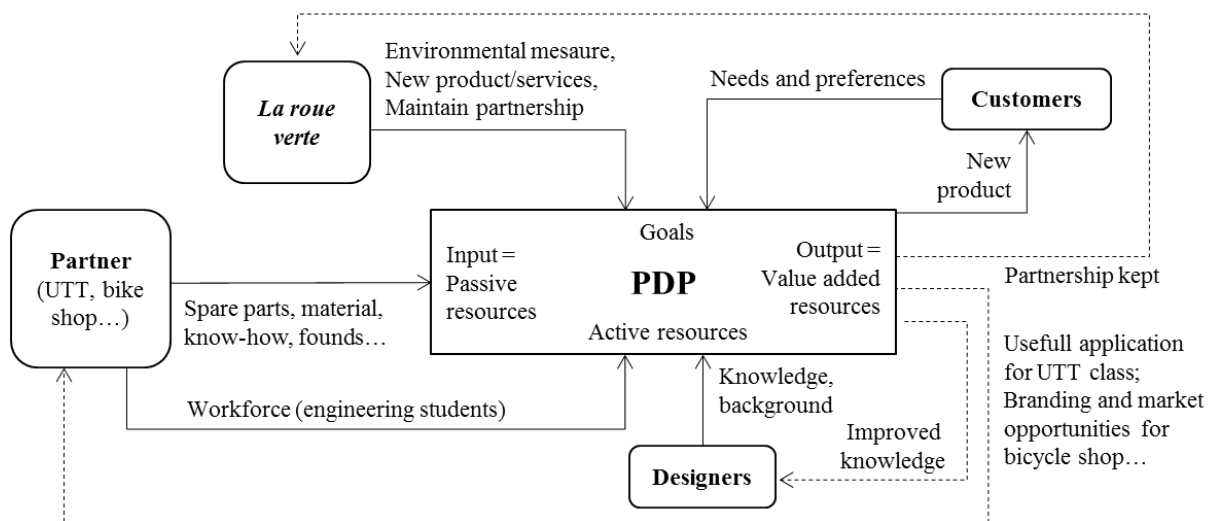 La roue
verte
Environmental mesaure,
New product/services,
Maintain partnership
Needs and preferences
Customers
New
product
Partner
(UTT, bike
shop…)
Spare parts, material,
know-how, founds…
Workforce (engineering students)
Goals
Input =
Passive
resources
PDP
Output =
Value added
resources
Active resources
Partnership kept
Knowledge,
background
Designers
Improved
knowledge
Usefull application
for UTT class;
Branding and market
opportunities for
bicycle shop…